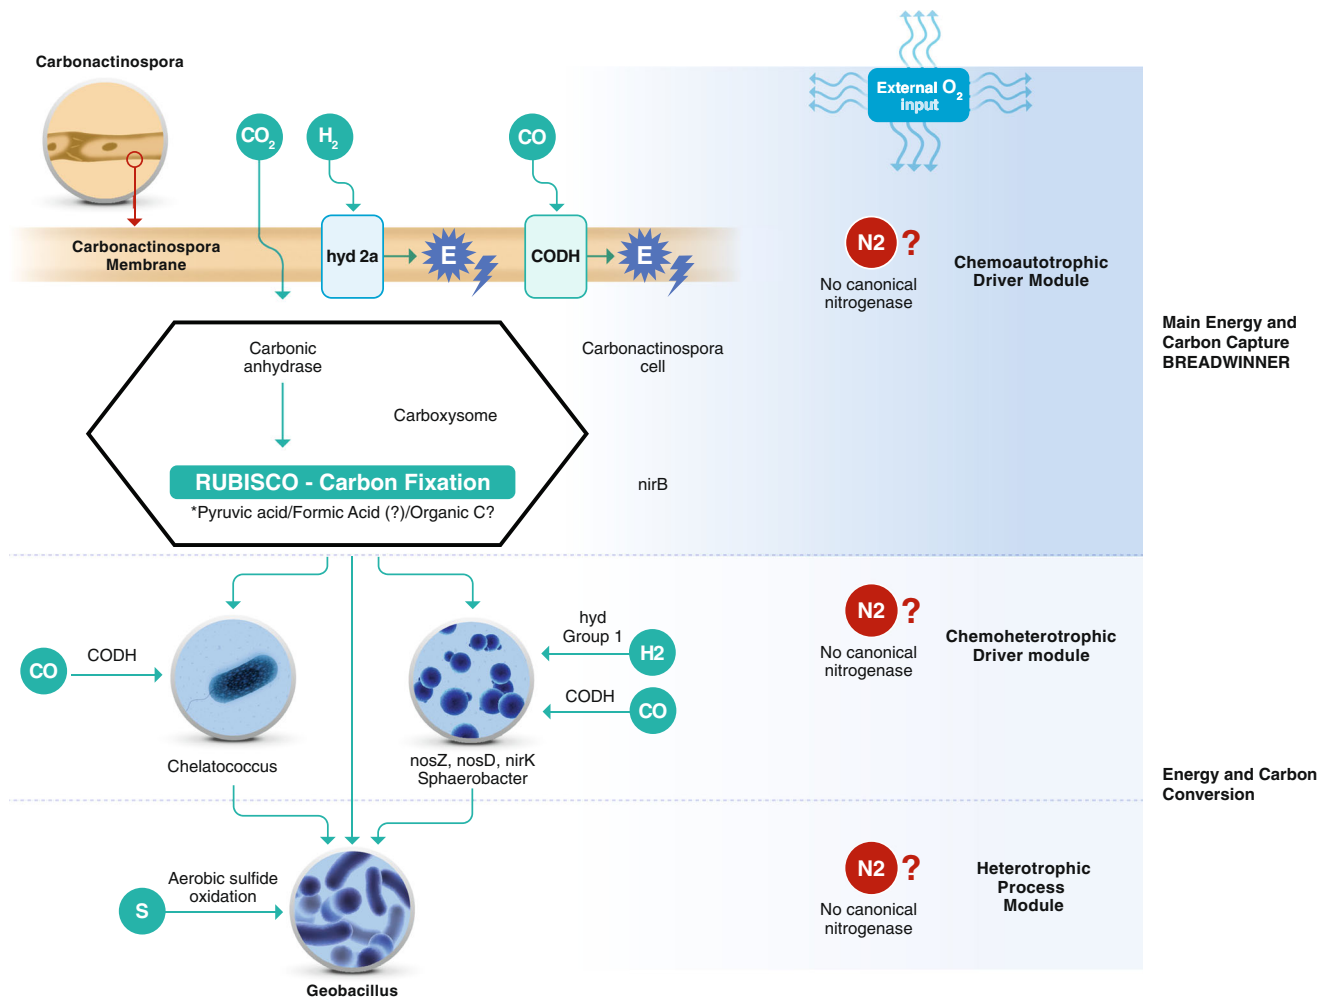 Carbonactinospora
CO2
H2
CO
External O2
input
Carbonactinospora
Membrane
hyd 2a
E
CODH
E
N2 ?
No canonical
nitrogenase
Chemoautotrophic
Driver Module
Main Energy and
Carbon Capture
BREADWINNER
Carbonic
anhydrase
Carbonactinospora
cell
Carboxysome
RUBISCO - Carbon Fixation
*Pyruvic acid/Formic Acid (?)/Organic C?
nirB
CO
CODH
Chelatococcus
hyd
Group 1
H2
CODH
CO
nosZ, nosD, nirK
Sphaerobacter
N2 ?
No canonical
nitrogenase
Chemoheterotrophic
Driver module
Energy and Carbon
Conversion
S
Aerobic sulfide
oxidation
Geobacillus
N2 ?
No canonical
nitrogenase
Heterotrophic
Process
Module